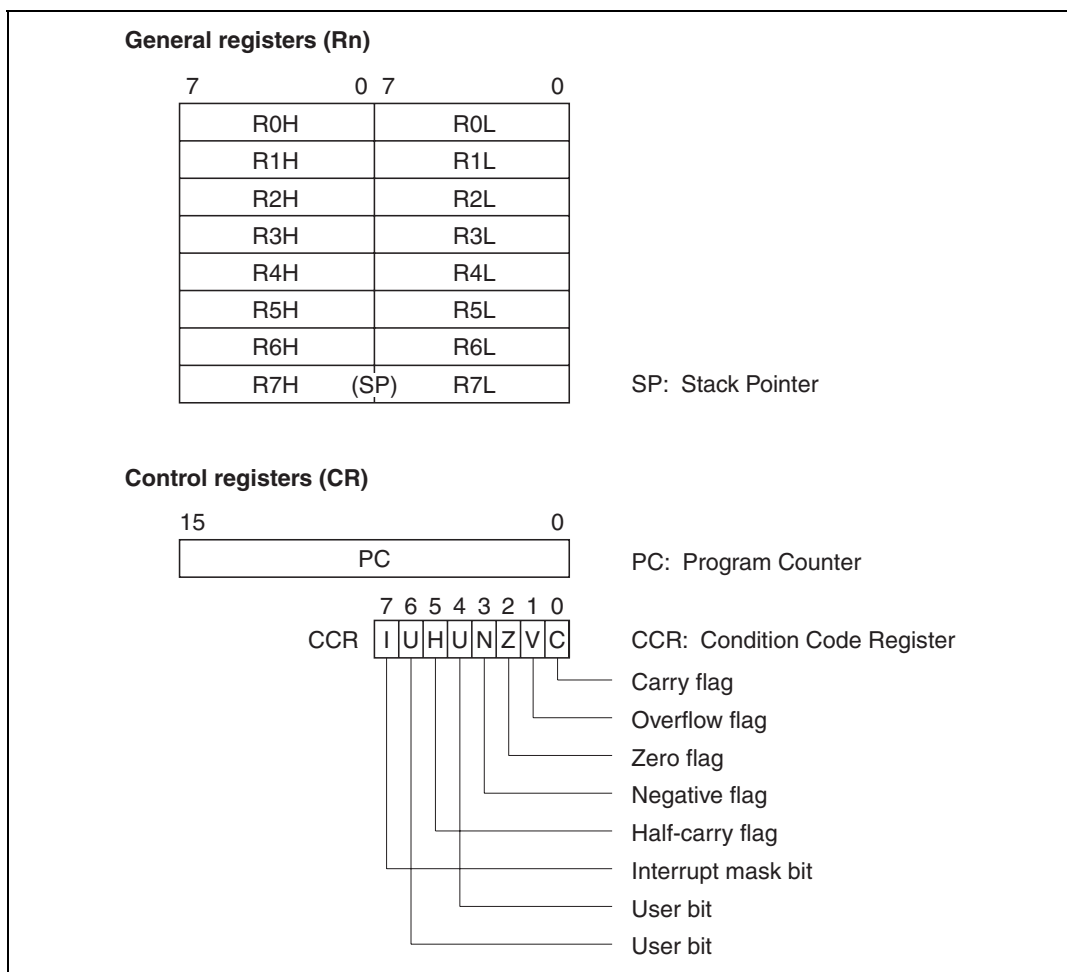 General registers (Rn)
7 0 7 0
R0H R0L
R1H R1L
R2H R2L
R3H R3L
R4H R4L
R5H R5L
R6H R6L
R7H (SP) R7L SP: Stack Pointer
Control registers (CR)
15 0
PC PC: Program Counter
7 6 5 4 3 2 1 0
CCR I U H U N Z V C CCR: Condition Code Register
Carry flag
Overflow flag
Zero flag
Negative flag
Half-carry flag
Interrupt mask bit
User bit
User bit